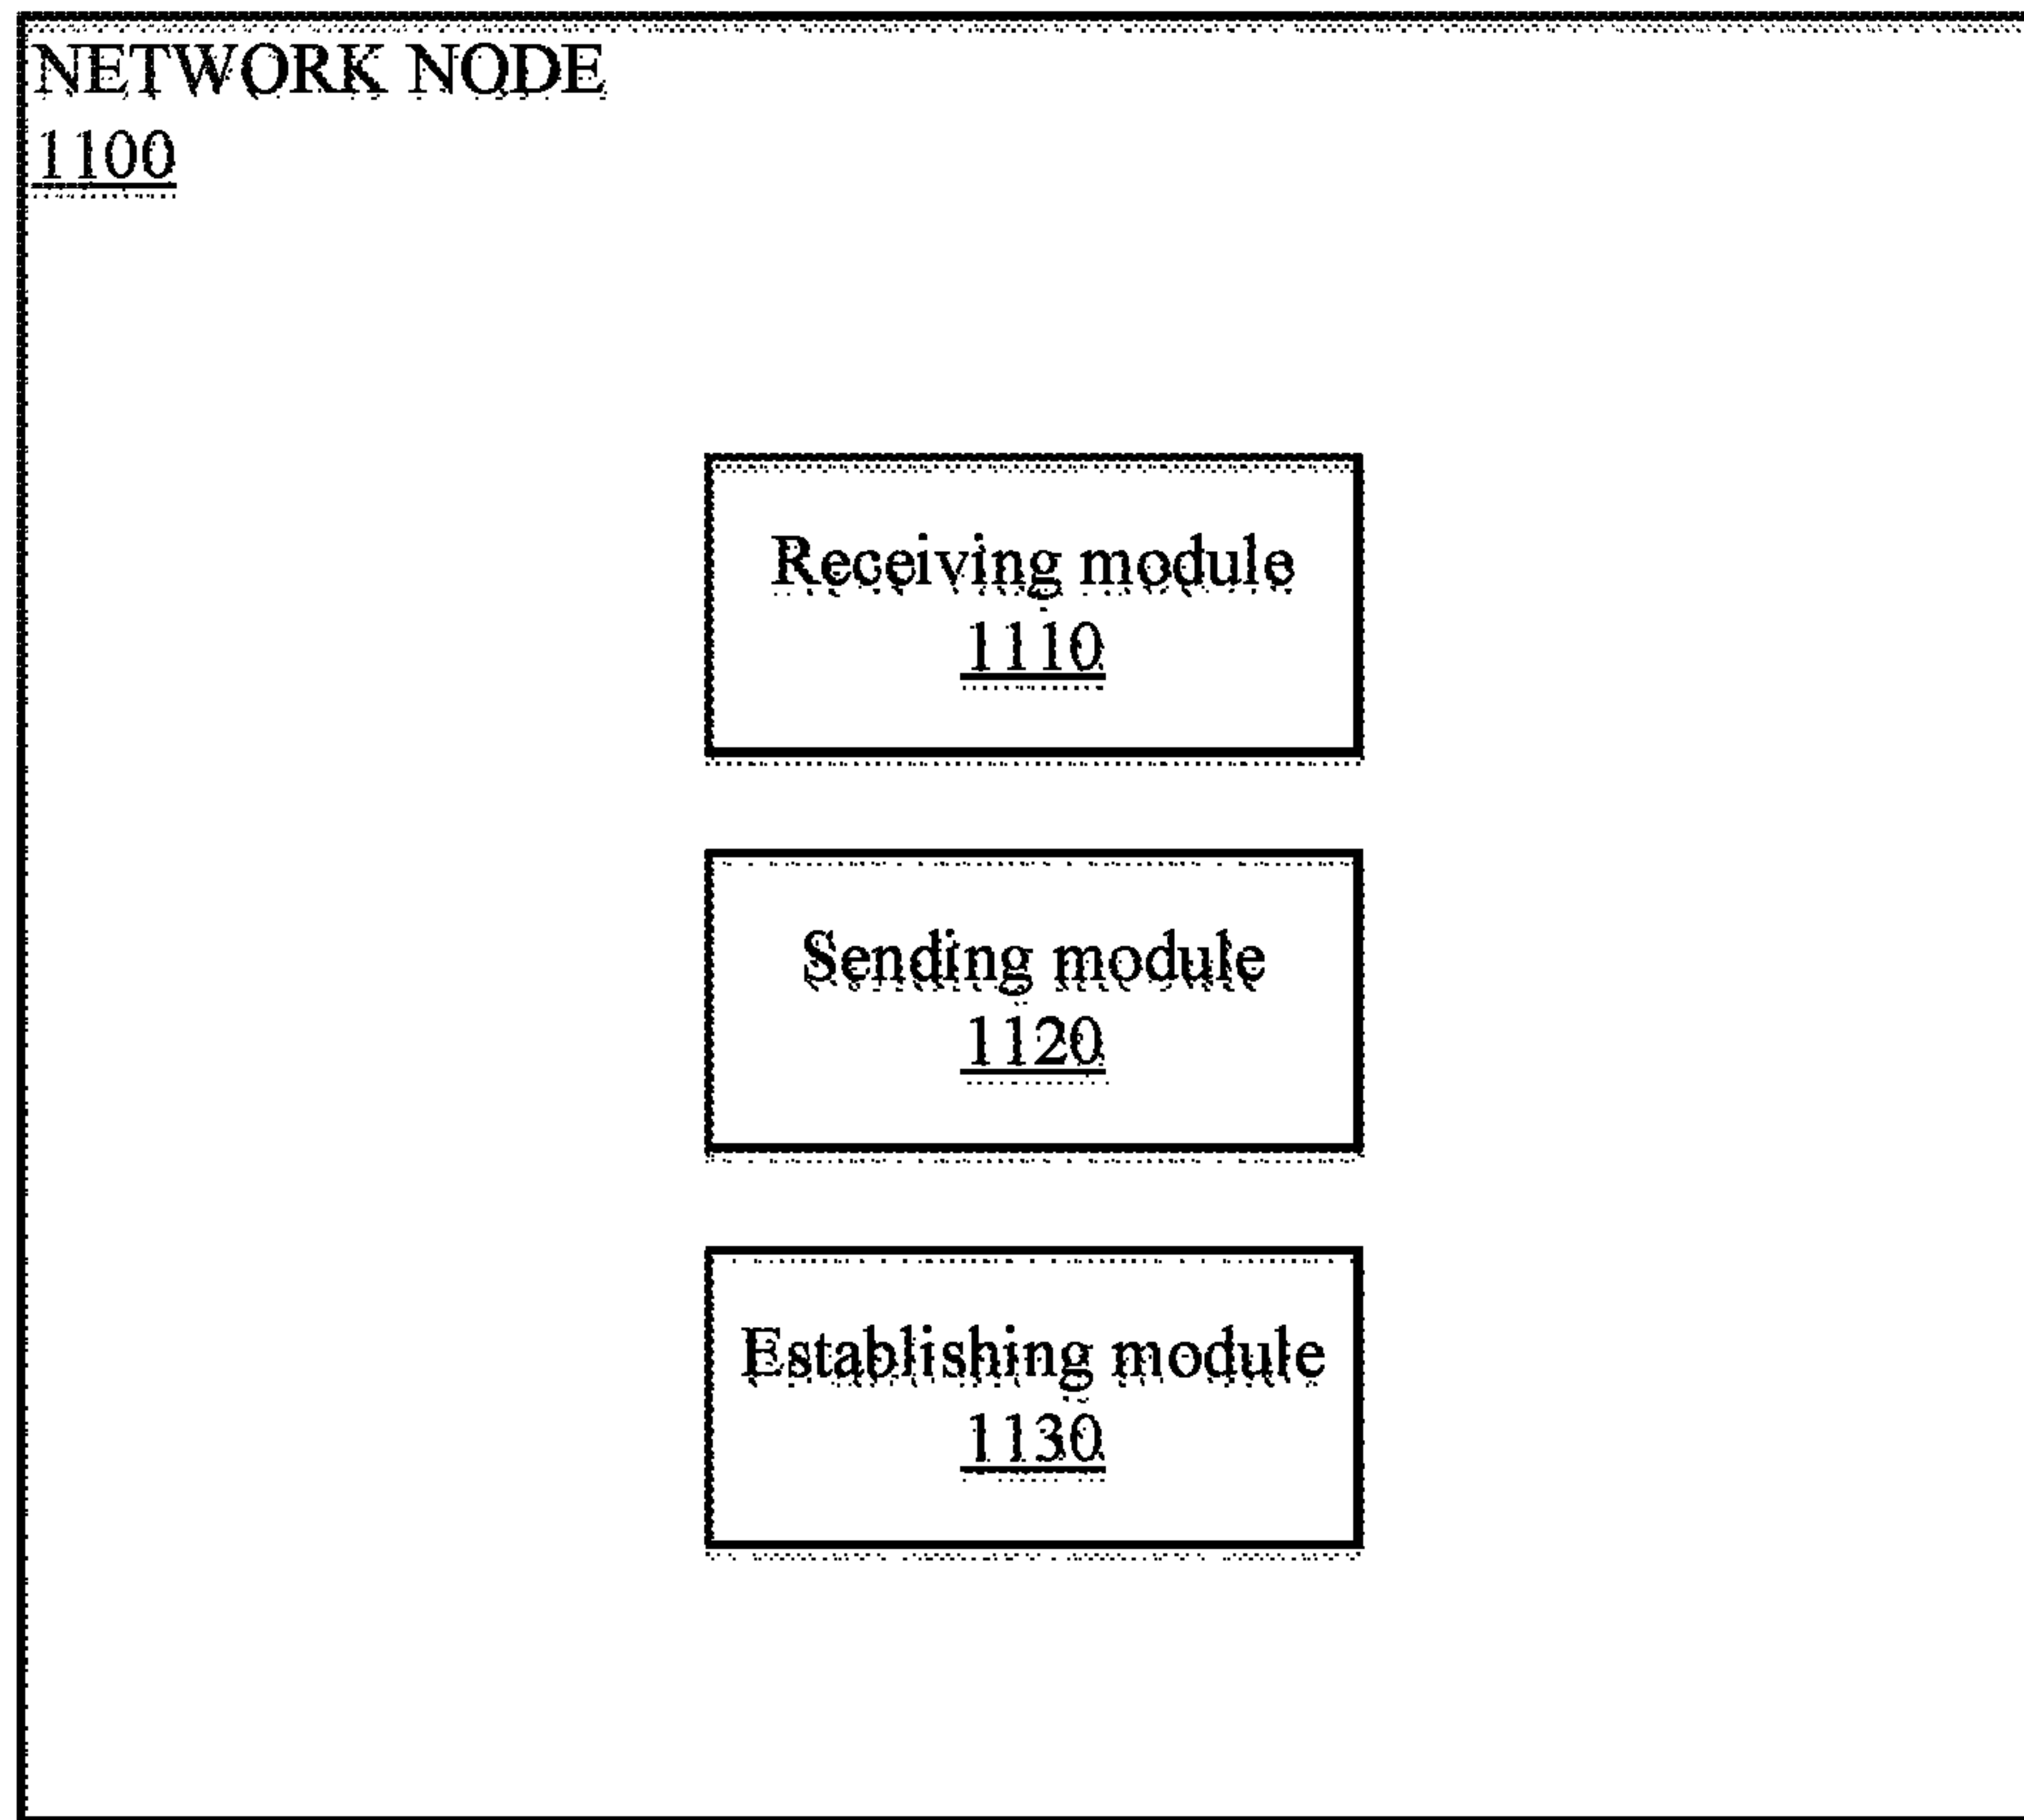 NETWORK NODE
1100
Receiving module
1110
Sending module
1120
Establishing module
1130